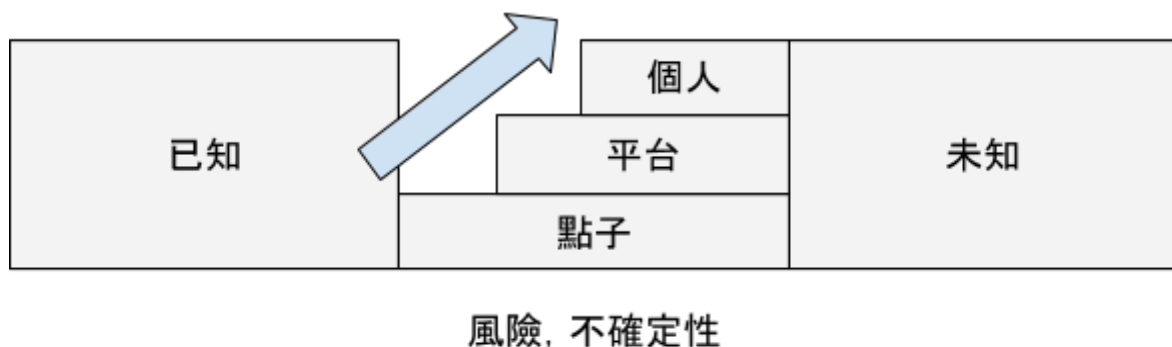 個人
已知
平台
未知
點子
風險, 不確定性